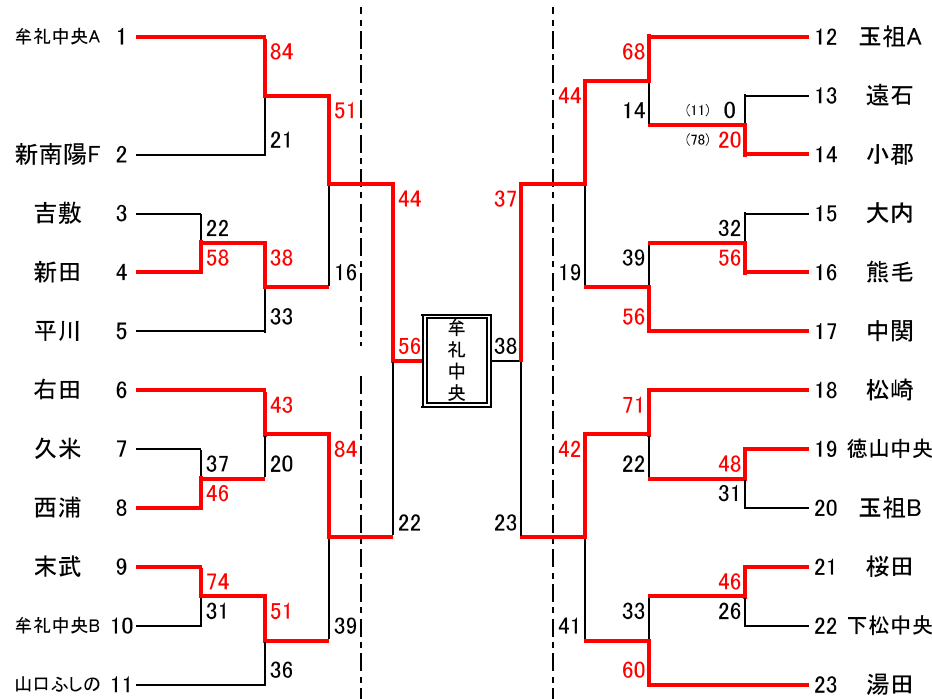 牟礼中央A 1
84
21
新南陽F 2
51
吉敷 3
22
58
新田 4
38
33
平川 5
16
44
右田 6
43
20
久米 7
37
46
西浦 8
84
末武 9
74
31
牟礼中央B 10
51
36
山口ふしの 11
39
22
56
牟礼中央
38
68
12 玉祖A
13 遠石
(11) 0
(78) 20
14 小郡
14
44
15 大内
32
56
16 熊毛
39
56
17 中関
19
37
71
18 松崎
19 徳山中央
48
31
20 玉祖B
22
42
21 桜田
46
26
22 下松中央
33
60
23 湯田
41
23